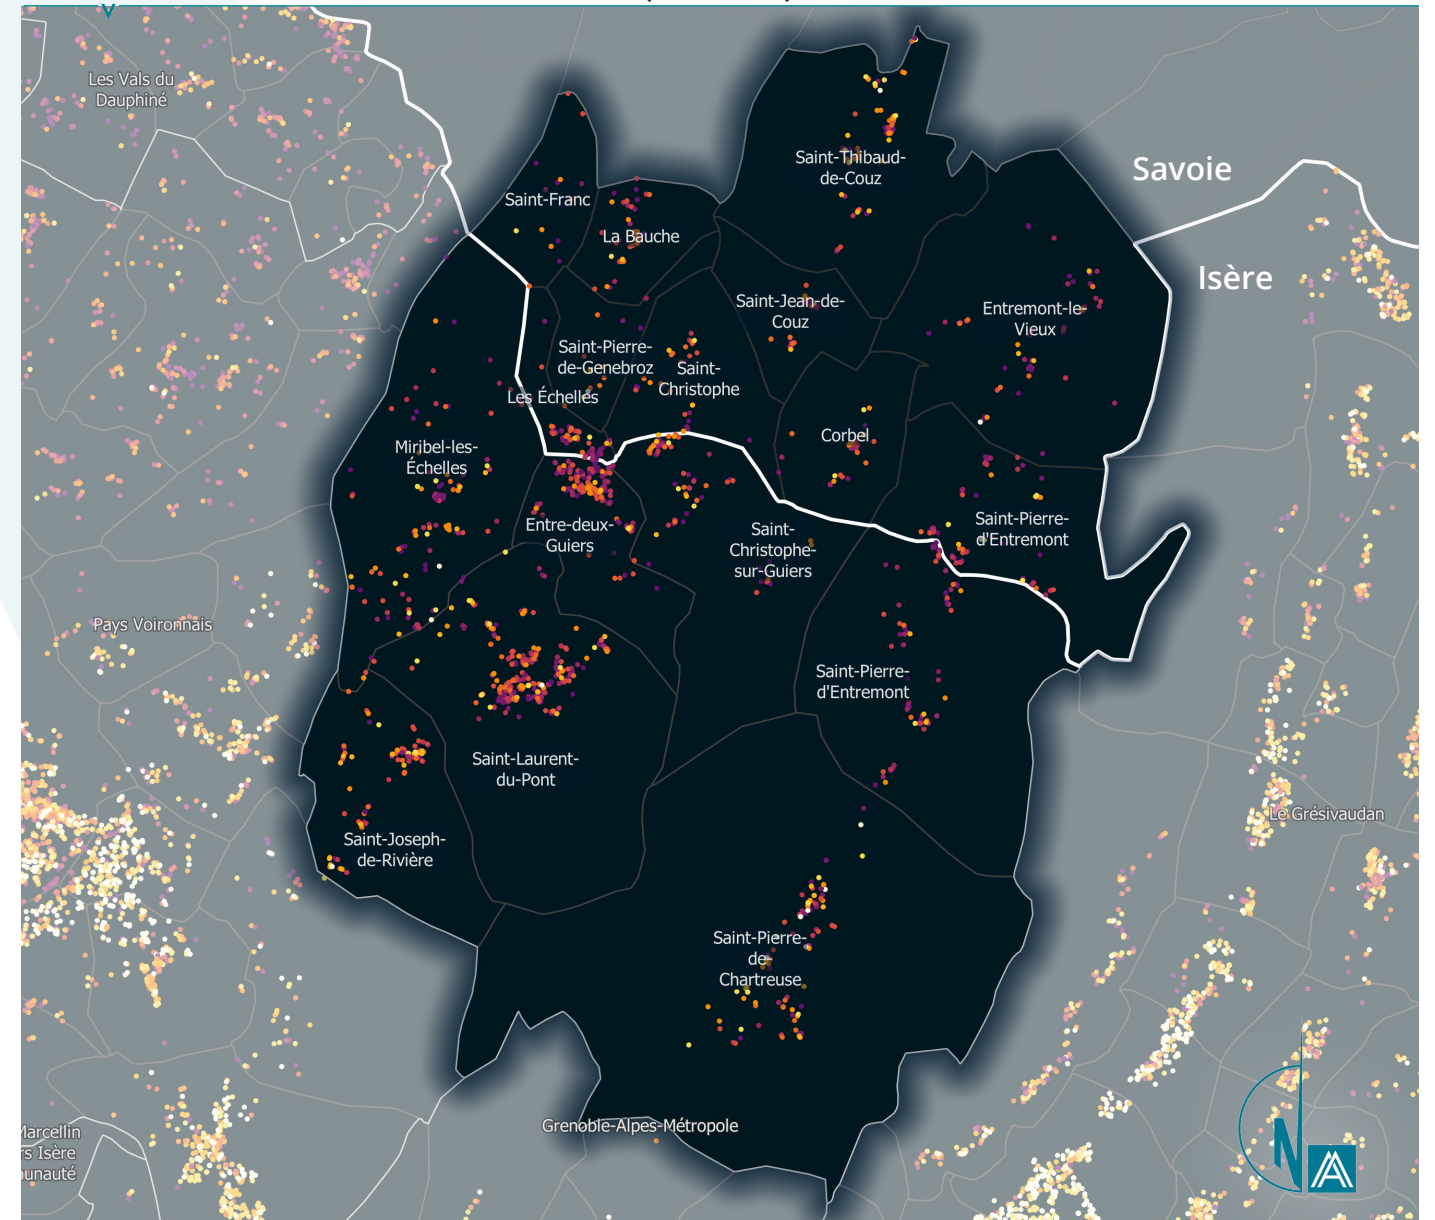 Les Vals du
Dauphiné
Saint-Thibaud-
de-Couz
Savoie
Saint-Franc
La Bauche
Isère
Saint-Jean-de-
Couz
Entremont-le-
Vieux
Saint-Pierre-
de-Genebroz
Saint-
Christophe
Les Échelles
Corbel
Miribel-les-
Échelles
Entre-deux-
Guiers
Saint-
Christophe-
sur-Guiers
Saint-Pierre-
d'Entremont
Pays Voironnais
Saint-Pierre-
d'Entremont
Saint-Laurent-
du-Pont
Le Grésivaudan
Saint-Joseph-
de-Rivière
Saint-Pierre-
de-
Chartreuse
Grenoble-Alpes-Métropole
Marcellin
Isère
N